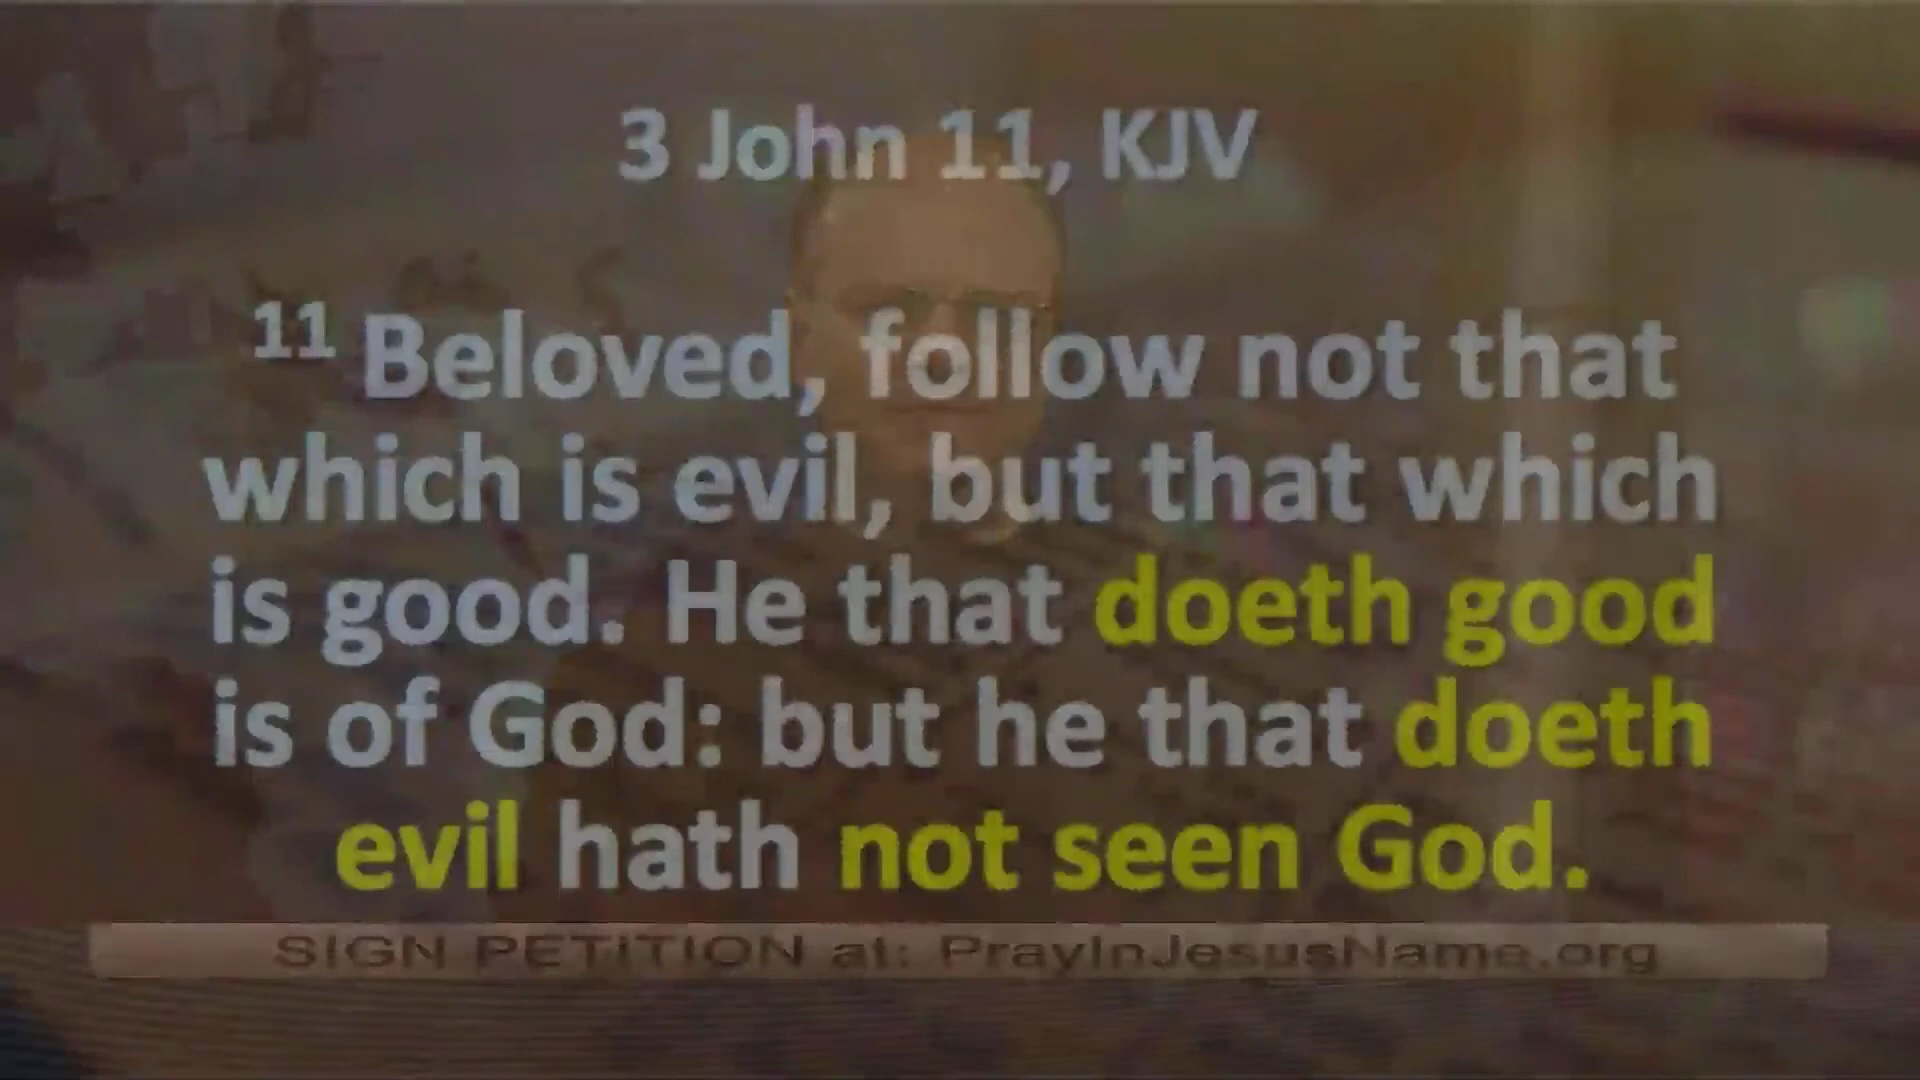 3 John 11, KJV
11 Beloved, follow not that
which is evil, but that which
is good. He that doeth good
is of God: but he that doeth
evil hath not seen God.
SIGN PETITION at: PrayInJesusName.org